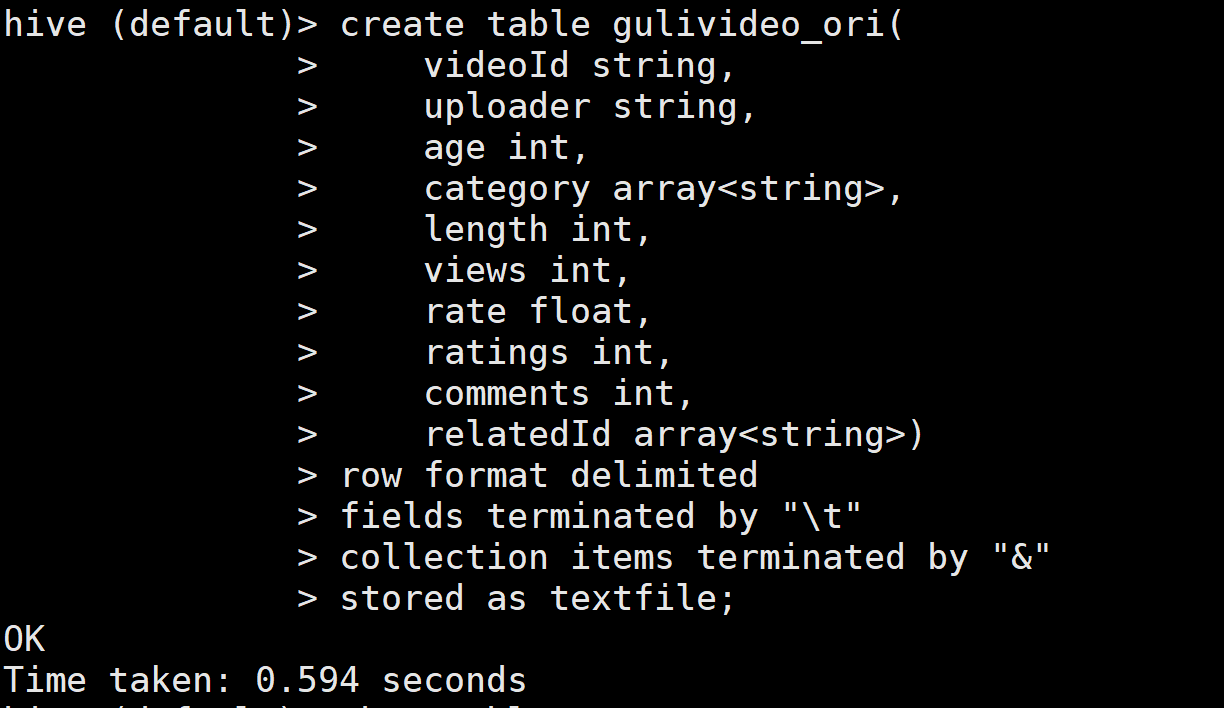 hive (default)> create table gulivideo_ori(
              >     videoId string,
              >     uploader string,
              >     age int,
              >     category array<string>,
              >     length int,
              >     views int,
              >     rate float,
              >     ratings int,
              >     comments int,
              >     relatedId array<string>)
              > row format delimited
              > fields terminated by "\t"
              > collection items terminated by "&"
              > stored as textfile;
OK
Time taken: 0.594 seconds